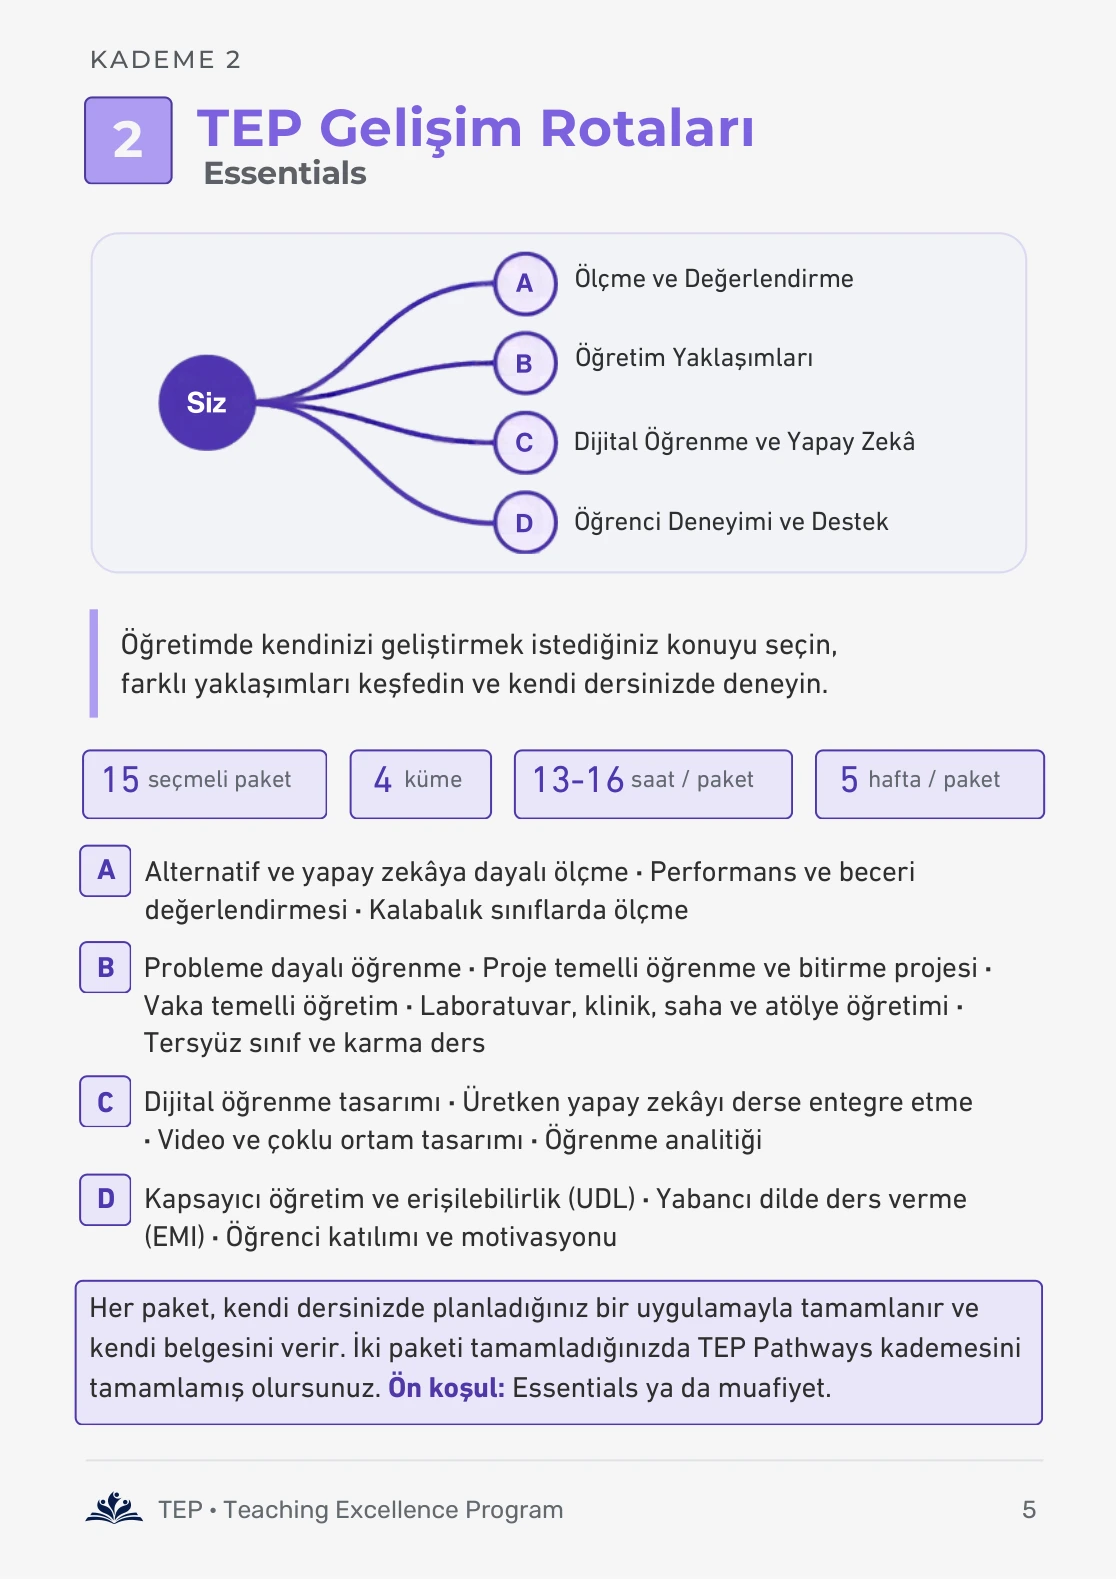 KADEME 2
2
TEP Gelişim Rotaları
Essentials
Siz
A
Ölçme ve Değerlendirme
B
Öğretim Yaklaşımları
C
Dijital Öğrenme ve Yapay Zekâ
D
Öğrenci Deneyimi ve Destek
Öğretimde kendinizi geliştirmek istediğiniz konuyu seçin,
farklı yaklaşımları keşfedin ve kendi dersinizde deneyin.
15 seçmeli paket
4 küme
13-16 saat / paket
5 hafta / paket
A
Alternatif ve yapay zekâya dayalı ölçme · Performans ve beceri
değerlendirmesi · Kalabalık sınıflarda ölçme
B
Probleme dayalı öğrenme · Proje temelli öğrenme ve bitirme projesi ·
Vaka temelli öğretim · Laboratuvar, klinik, saha ve atölye öğretimi ·
Tersyüz sınıf ve karma ders
C
Dijital öğrenme tasarımı · Üretken yapay zekâyı derse entegre etme
· Video ve çoklu ortam tasarımı · Öğrenme analitiği
D
Kapsayıcı öğretim ve erişilebilirlik (UDL) · Yabancı dilde ders verme
(EMI) · Öğrenci katılımı ve motivasyonu
Her paket, kendi dersinizde planladığınız bir uygulamayla tamamlanır ve
kendi belgesini verir. İki paketi tamamladığınızda TEP Pathways kademesini
tamamlamış olursunuz. Ön koşul: Essentials ya da muafiyet.
TEP • Teaching Excellence Program
5